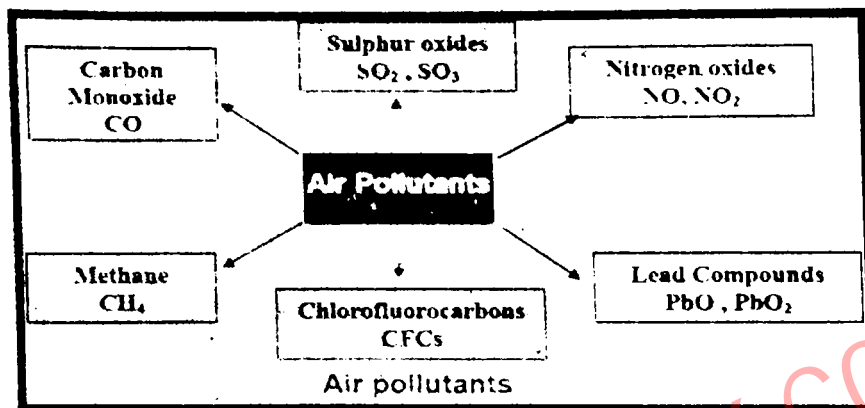 Sulphur oxides
SO₂ , SO₃
Carbon
Monoxide
CO
Nitrogen oxides
NO, NO₂
Air Pollutants
Methane
CH₄
Chlorofluorocarbons
CFCs
Lead Compounds
PbO , PbO₂
Air pollutants